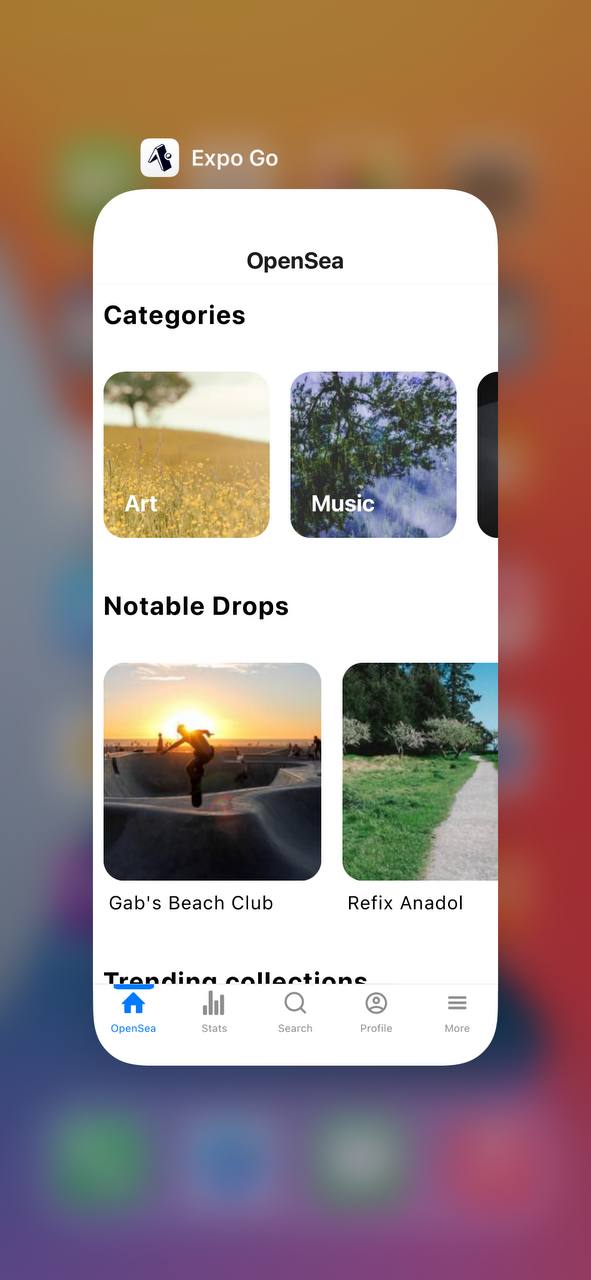 Expo Go
OpenSea
Categories
Art
Music
Notable Drops
Gab's Beach Club
Refix Anadol
Trending collections
OpenSea
Stats
Search
Profile
More